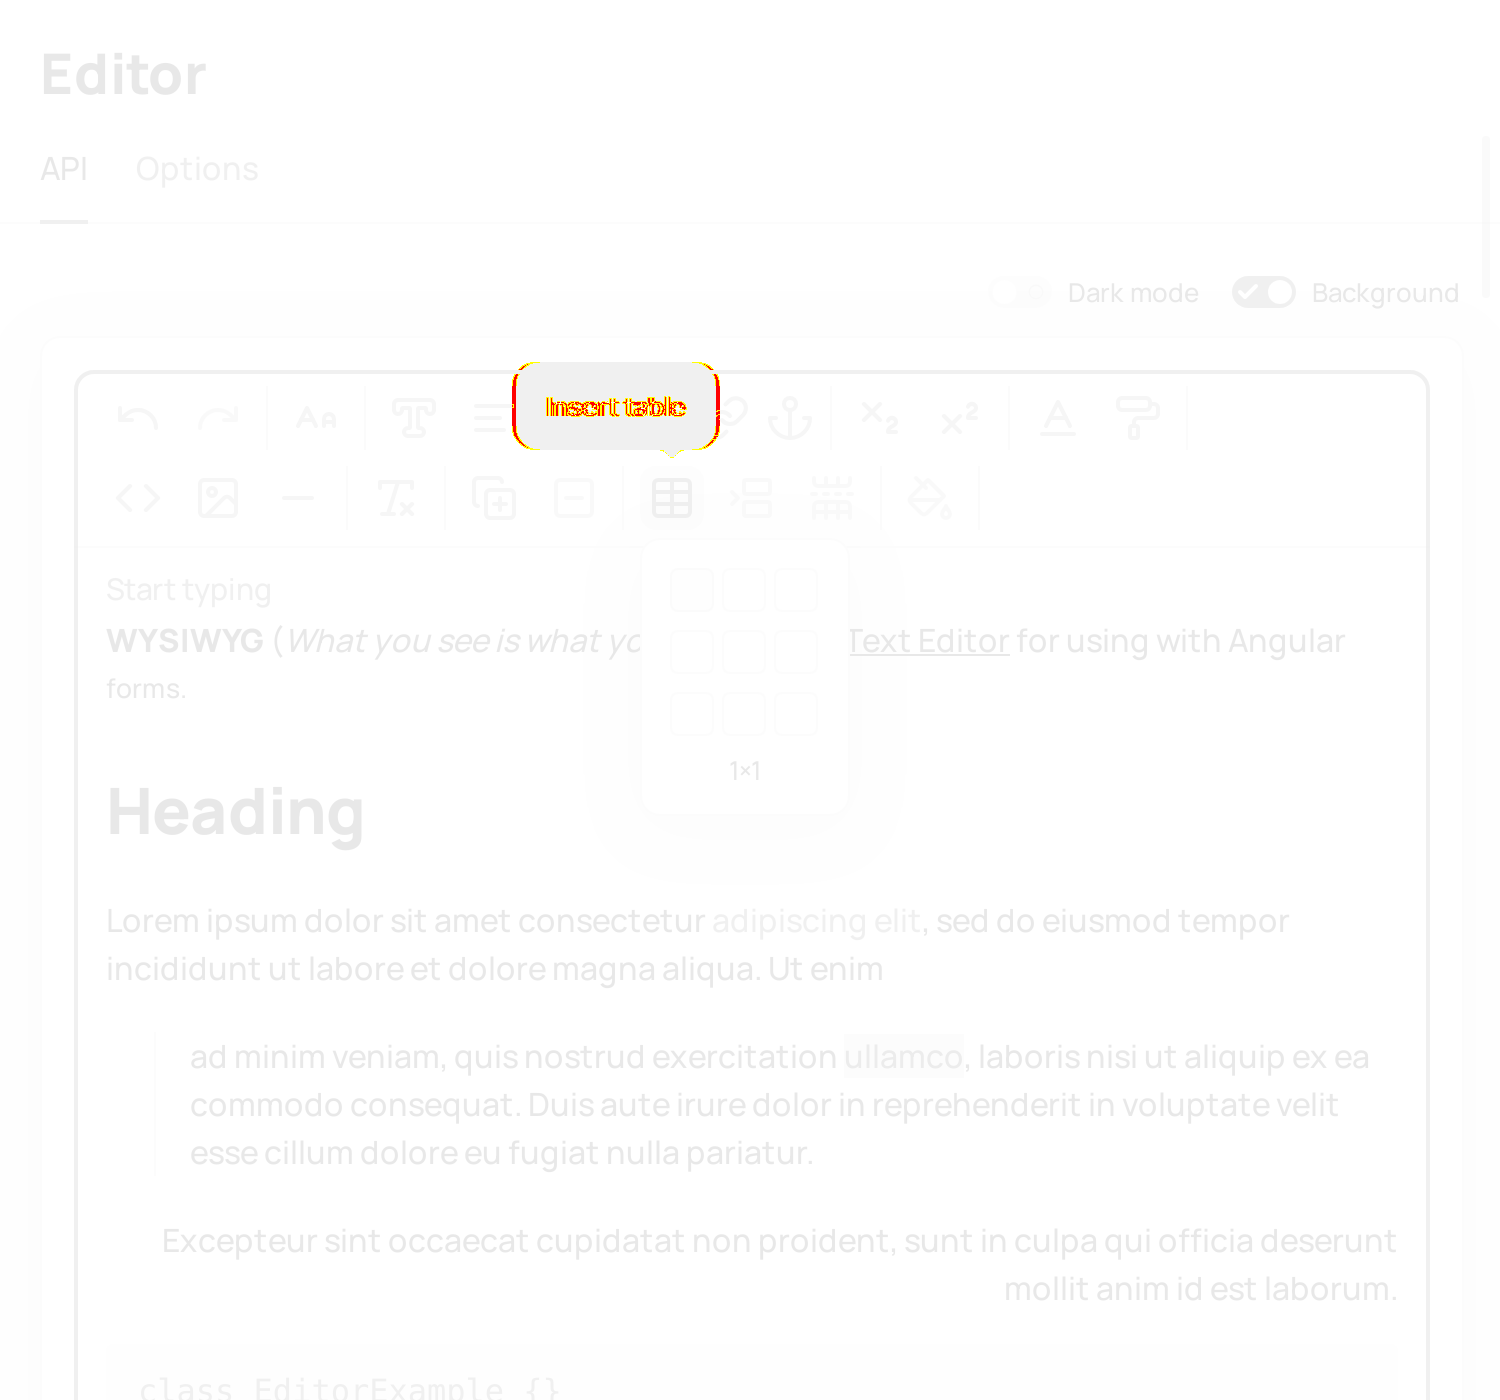 Editor
API Options
Dark mode Background
Insert table
Start typing
WYSIWYG (What you see is what Text Editor for using with Angular
forms.
1×1
Heading
Lorem ipsum dolor sit amet consectetur adipiscing elit, sed do eiusmod tempor
incididunt ut labore et dolore magna aliqua. Ut enim
ad minim veniam, quis nostrud exercitation ullamco, laboris nisi ut aliquip ex ea
commodo consequat. Duis aute irure dolor in reprehenderit in voluptate velit
esse cillum dolore eu fugiat nulla pariatur.
Excepteur sint occaecat cupidatat non proident, sunt in culpa qui officia deserunt
mollit anim id est laborum.
class EditorExample {}